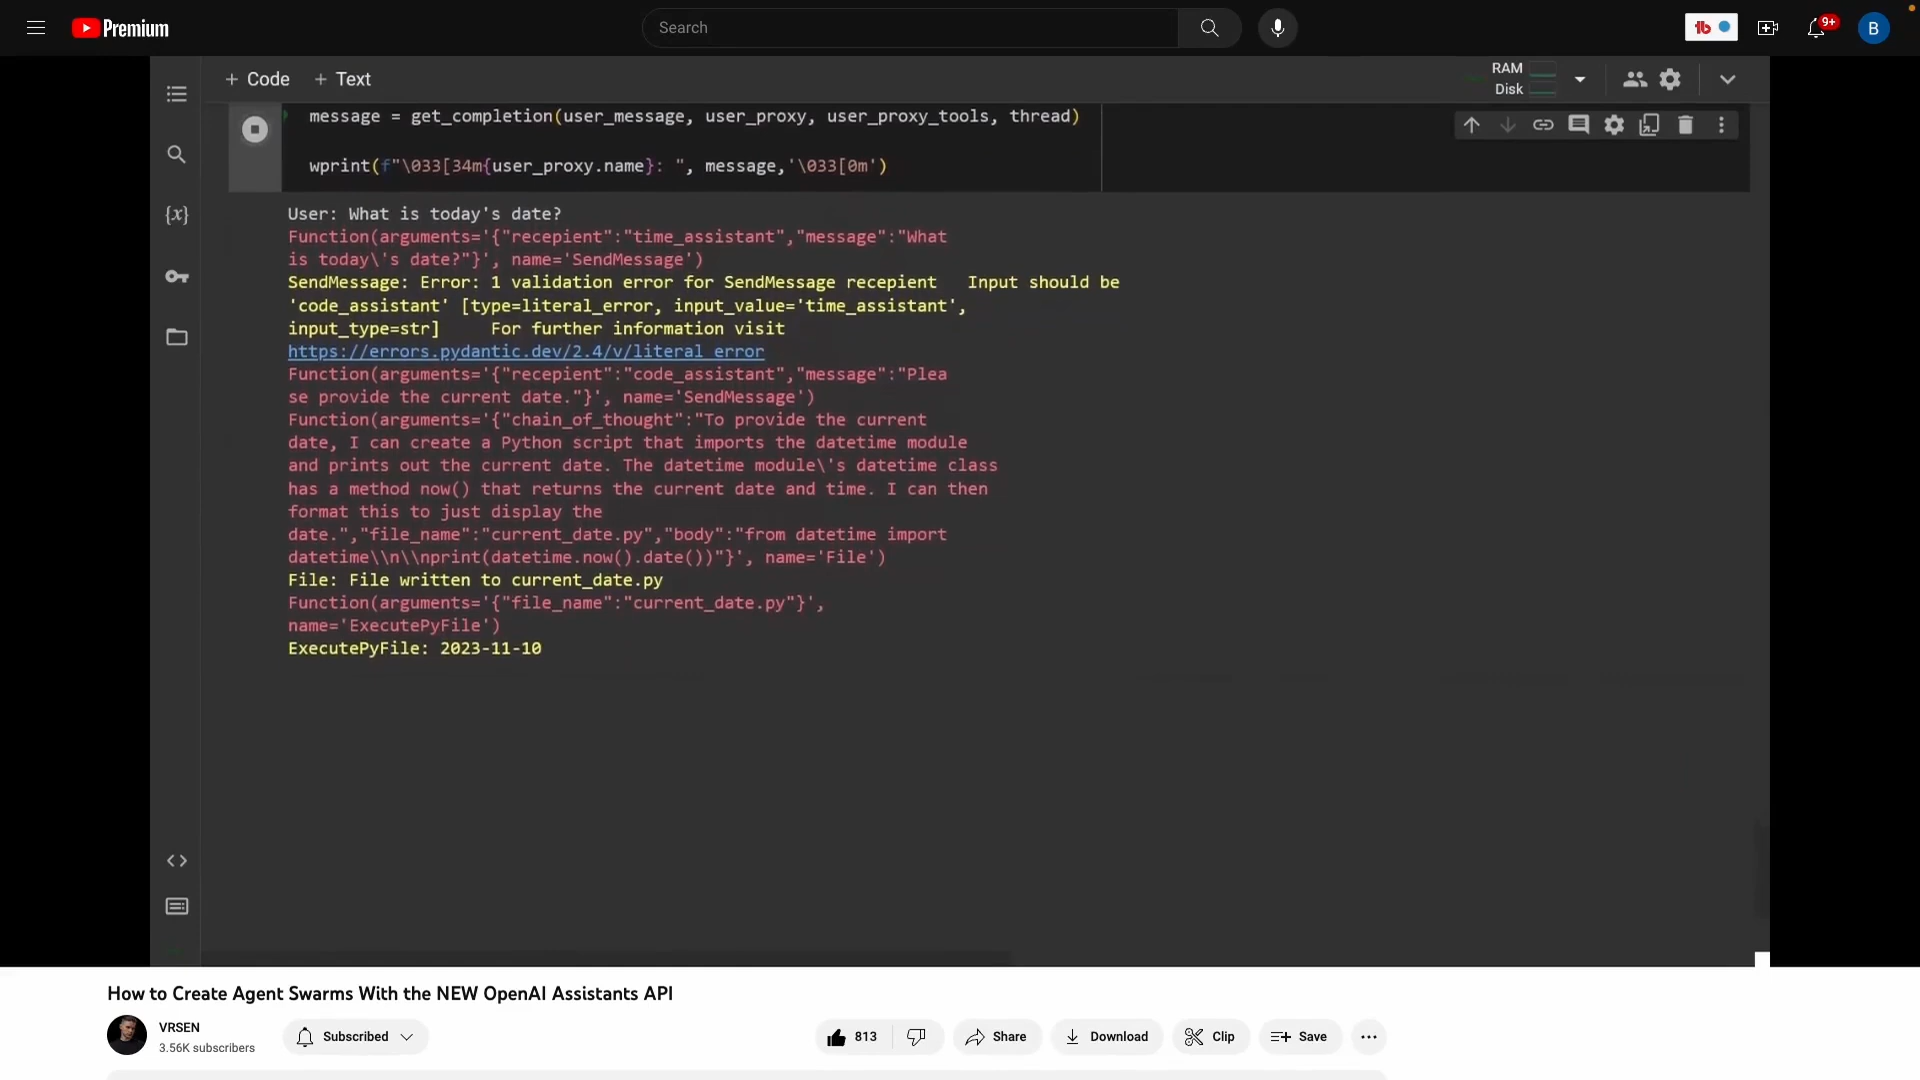 Premium
Search
9+
B
+ Code + Text
RAM
Disk
message = get_completion(user_message, user_proxy, user_proxy_tools, thread)
wprint(f"\033[34m{user_proxy.name}: ", message,'\033[0m')
{x}
User: What is today's date?
Function(arguments='{"recepient":"time_assistant","message":"What
is today\'s date?"}', name='SendMessage')
SendMessage: Error: 1 validation error for SendMessage recepient Input should be
'code_assistant' [type=literal_error, input_value='time_assistant',
input_type=str] For further information visit
https://errors.pydantic.dev/2.4/v/literal_error
Function(arguments='{"recepient":"code_assistant","message":"Plea
se provide the current date."}', name='SendMessage')
Function(arguments='{"chain_of_thought":"To provide the current
date, I can create a Python script that imports the datetime module
and prints out the current date. The datetime module\'s datetime class
has a method now() that returns the current date and time. I can then
format this to just display the
date.","file_name":"current_date.py","body":"from datetime import
datetime\\n\\nprint(datetime.now().date())"}', name='File')
File: File written to current_date.py
Function(arguments='{"file_name":"current_date.py"}',
name='ExecutePyFile')
ExecutePyFile: 2023-11-10
How to Create Agent Swarms With the NEW OpenAI Assistants API
VRSEN
3.56K subscribers
Subscribed
813
Share
Download
Clip
Save